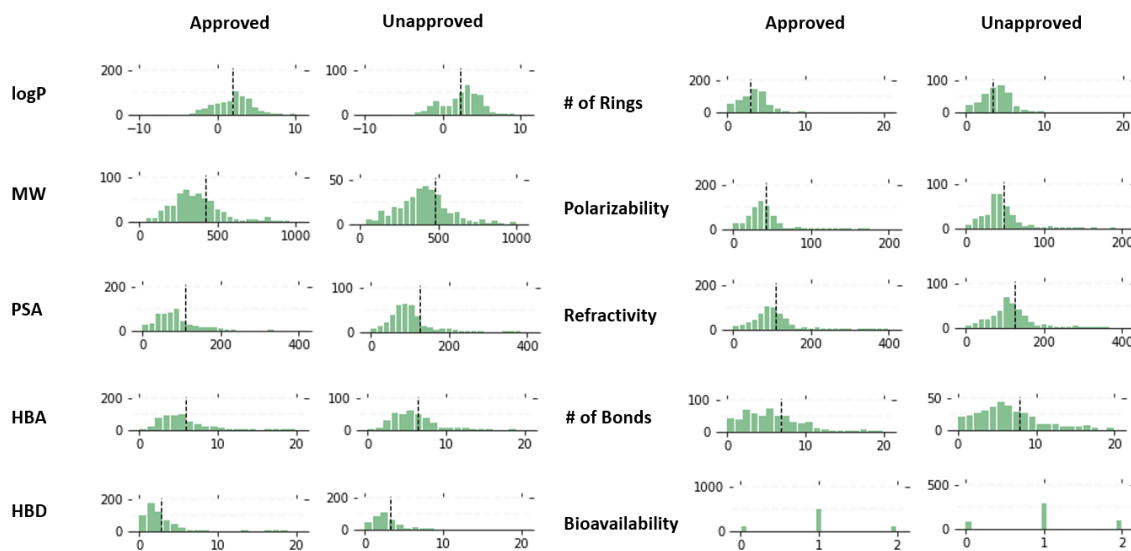 Approved Unapproved Approved Unapproved
logP 200 0 −10 0 10 100 0 −10 0 10 # of Rings 200 0 0 10 20 100 0 0 10 20
MW 100 0 0 500 1000 50 0 0 500 1000 Polarizability 200 0 0 100 200 100 0 0 100 200
PSA 200 0 0 200 400 100 0 0 200 400 Refractivity 200 0 0 200 400 100 0 0 200 400
HBA 200 0 0 10 20 100 0 0 10 20 # of Bonds 100 0 0 10 20 50 0 0 10 20
HBD 200 0 0 10 20 200 0 0 10 20 Bioavailability 1000 0 0 1 2 500 0 0 1 2